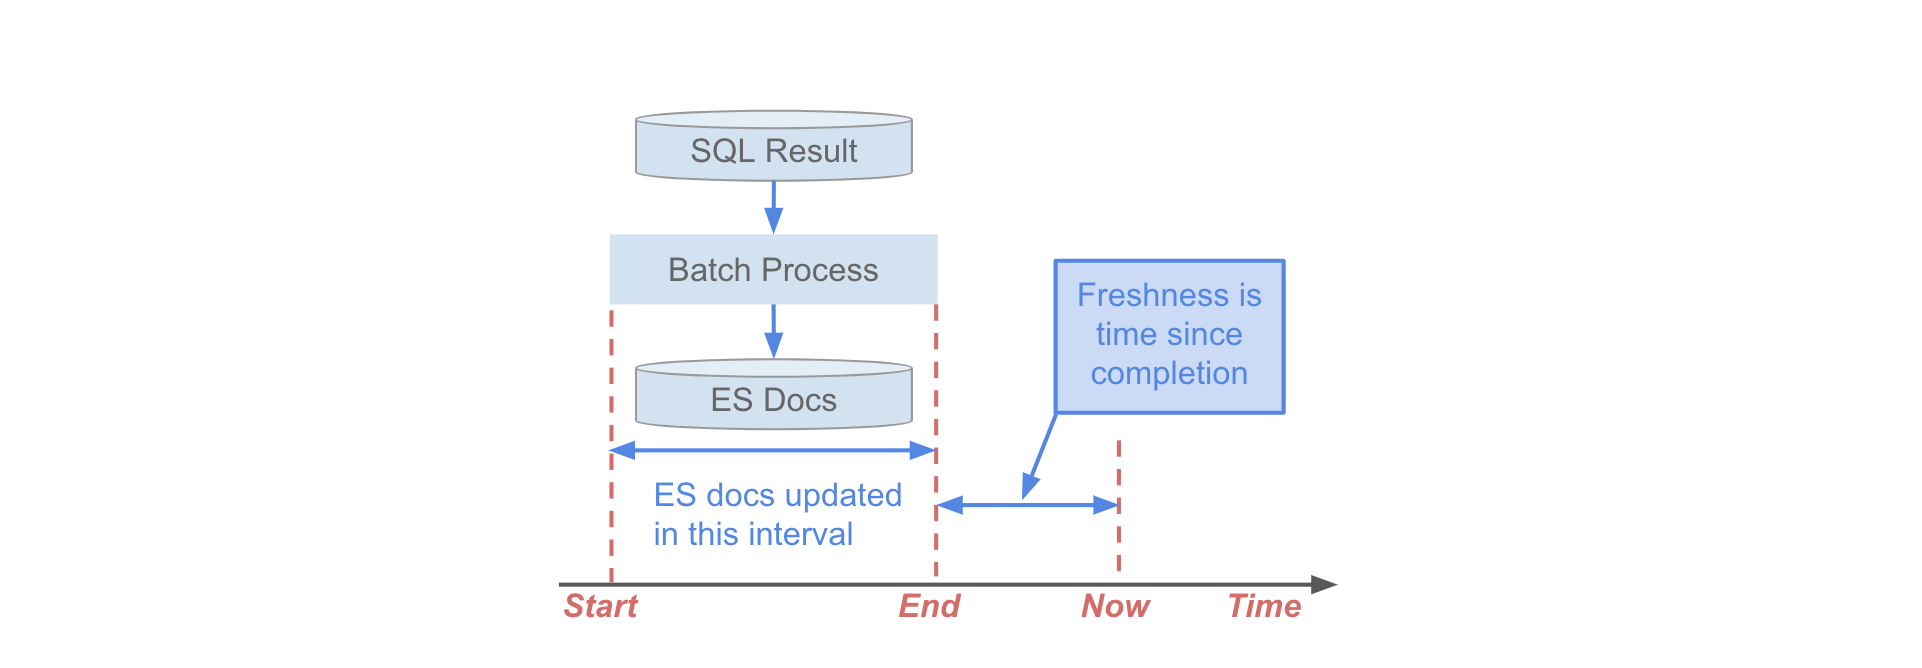 SQL Result
Batch Process
Freshness is
time since
completion
ES Docs
ES docs updated
in this interval
Start
End
Now
Time